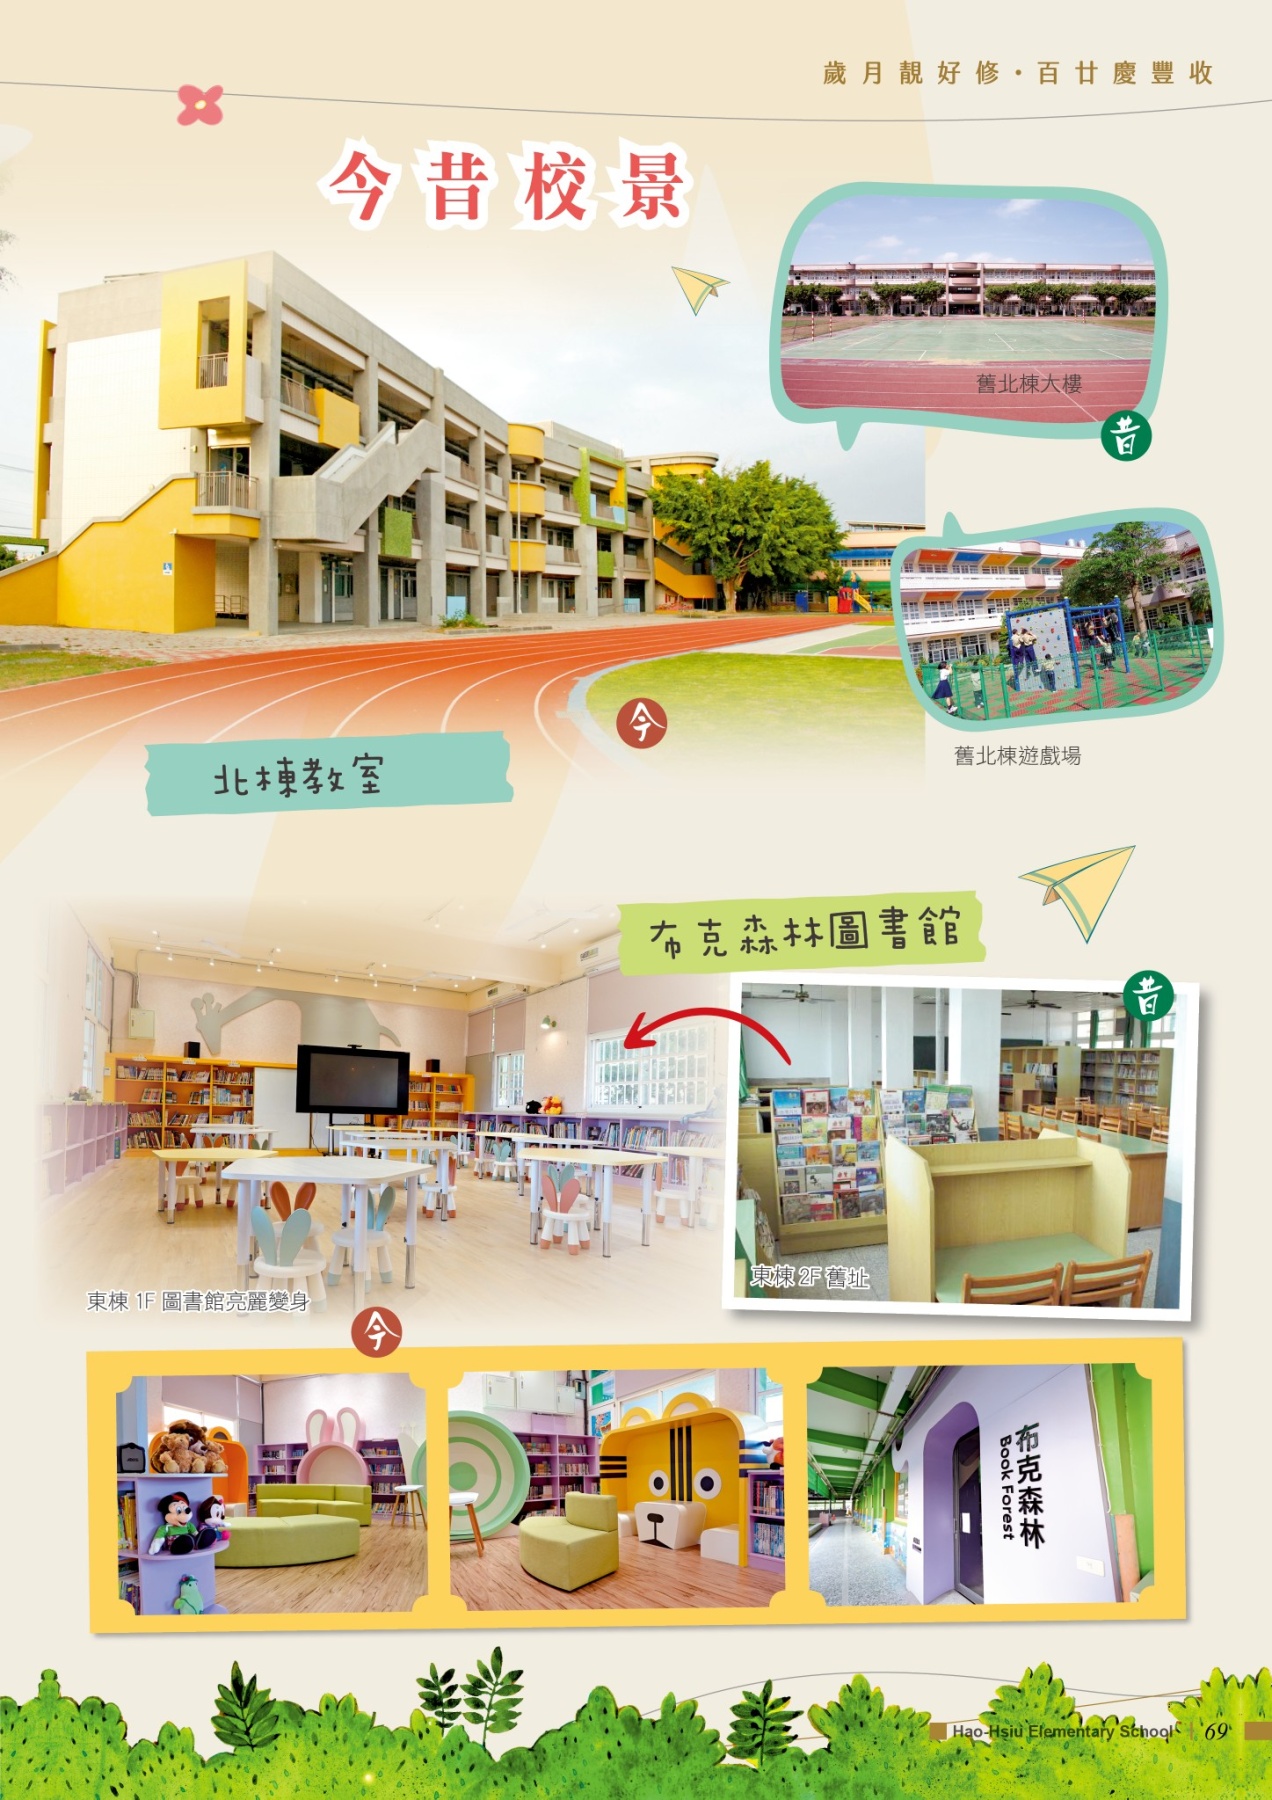 歲月靚好修・百廿慶豐收
今昔校景
舊北棟大樓
昔
舊北棟遊戲場
今
北棟教室
布克森林圖書館
昔
東棟 2F 舊址
東棟 1F 圖書館亮麗變身
今
布克森林
Book Forest
Hao-Hsiu Elementary School
69